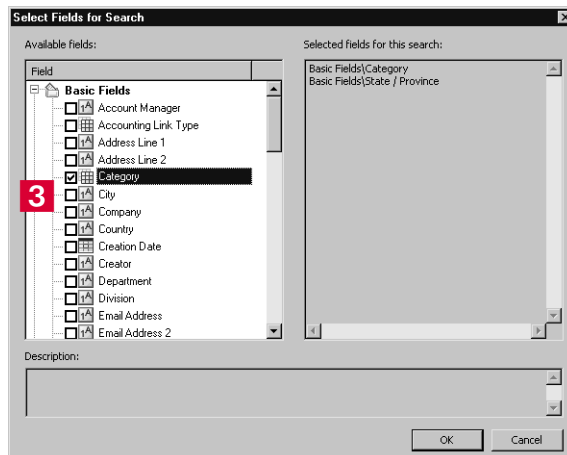 Select Fields for Search
Available fields:
Selected fields for this search:
Field
Basic Fields
Account Manager
Accounting Link Type
Address Line 1
Address Line 2
Category
City
Company
Country
Creation Date
Creator
Department
Division
Email Address
Email Address 2
3
Basic Fields\Category
Basic Fields\State / Province
Description:
OK
Cancel